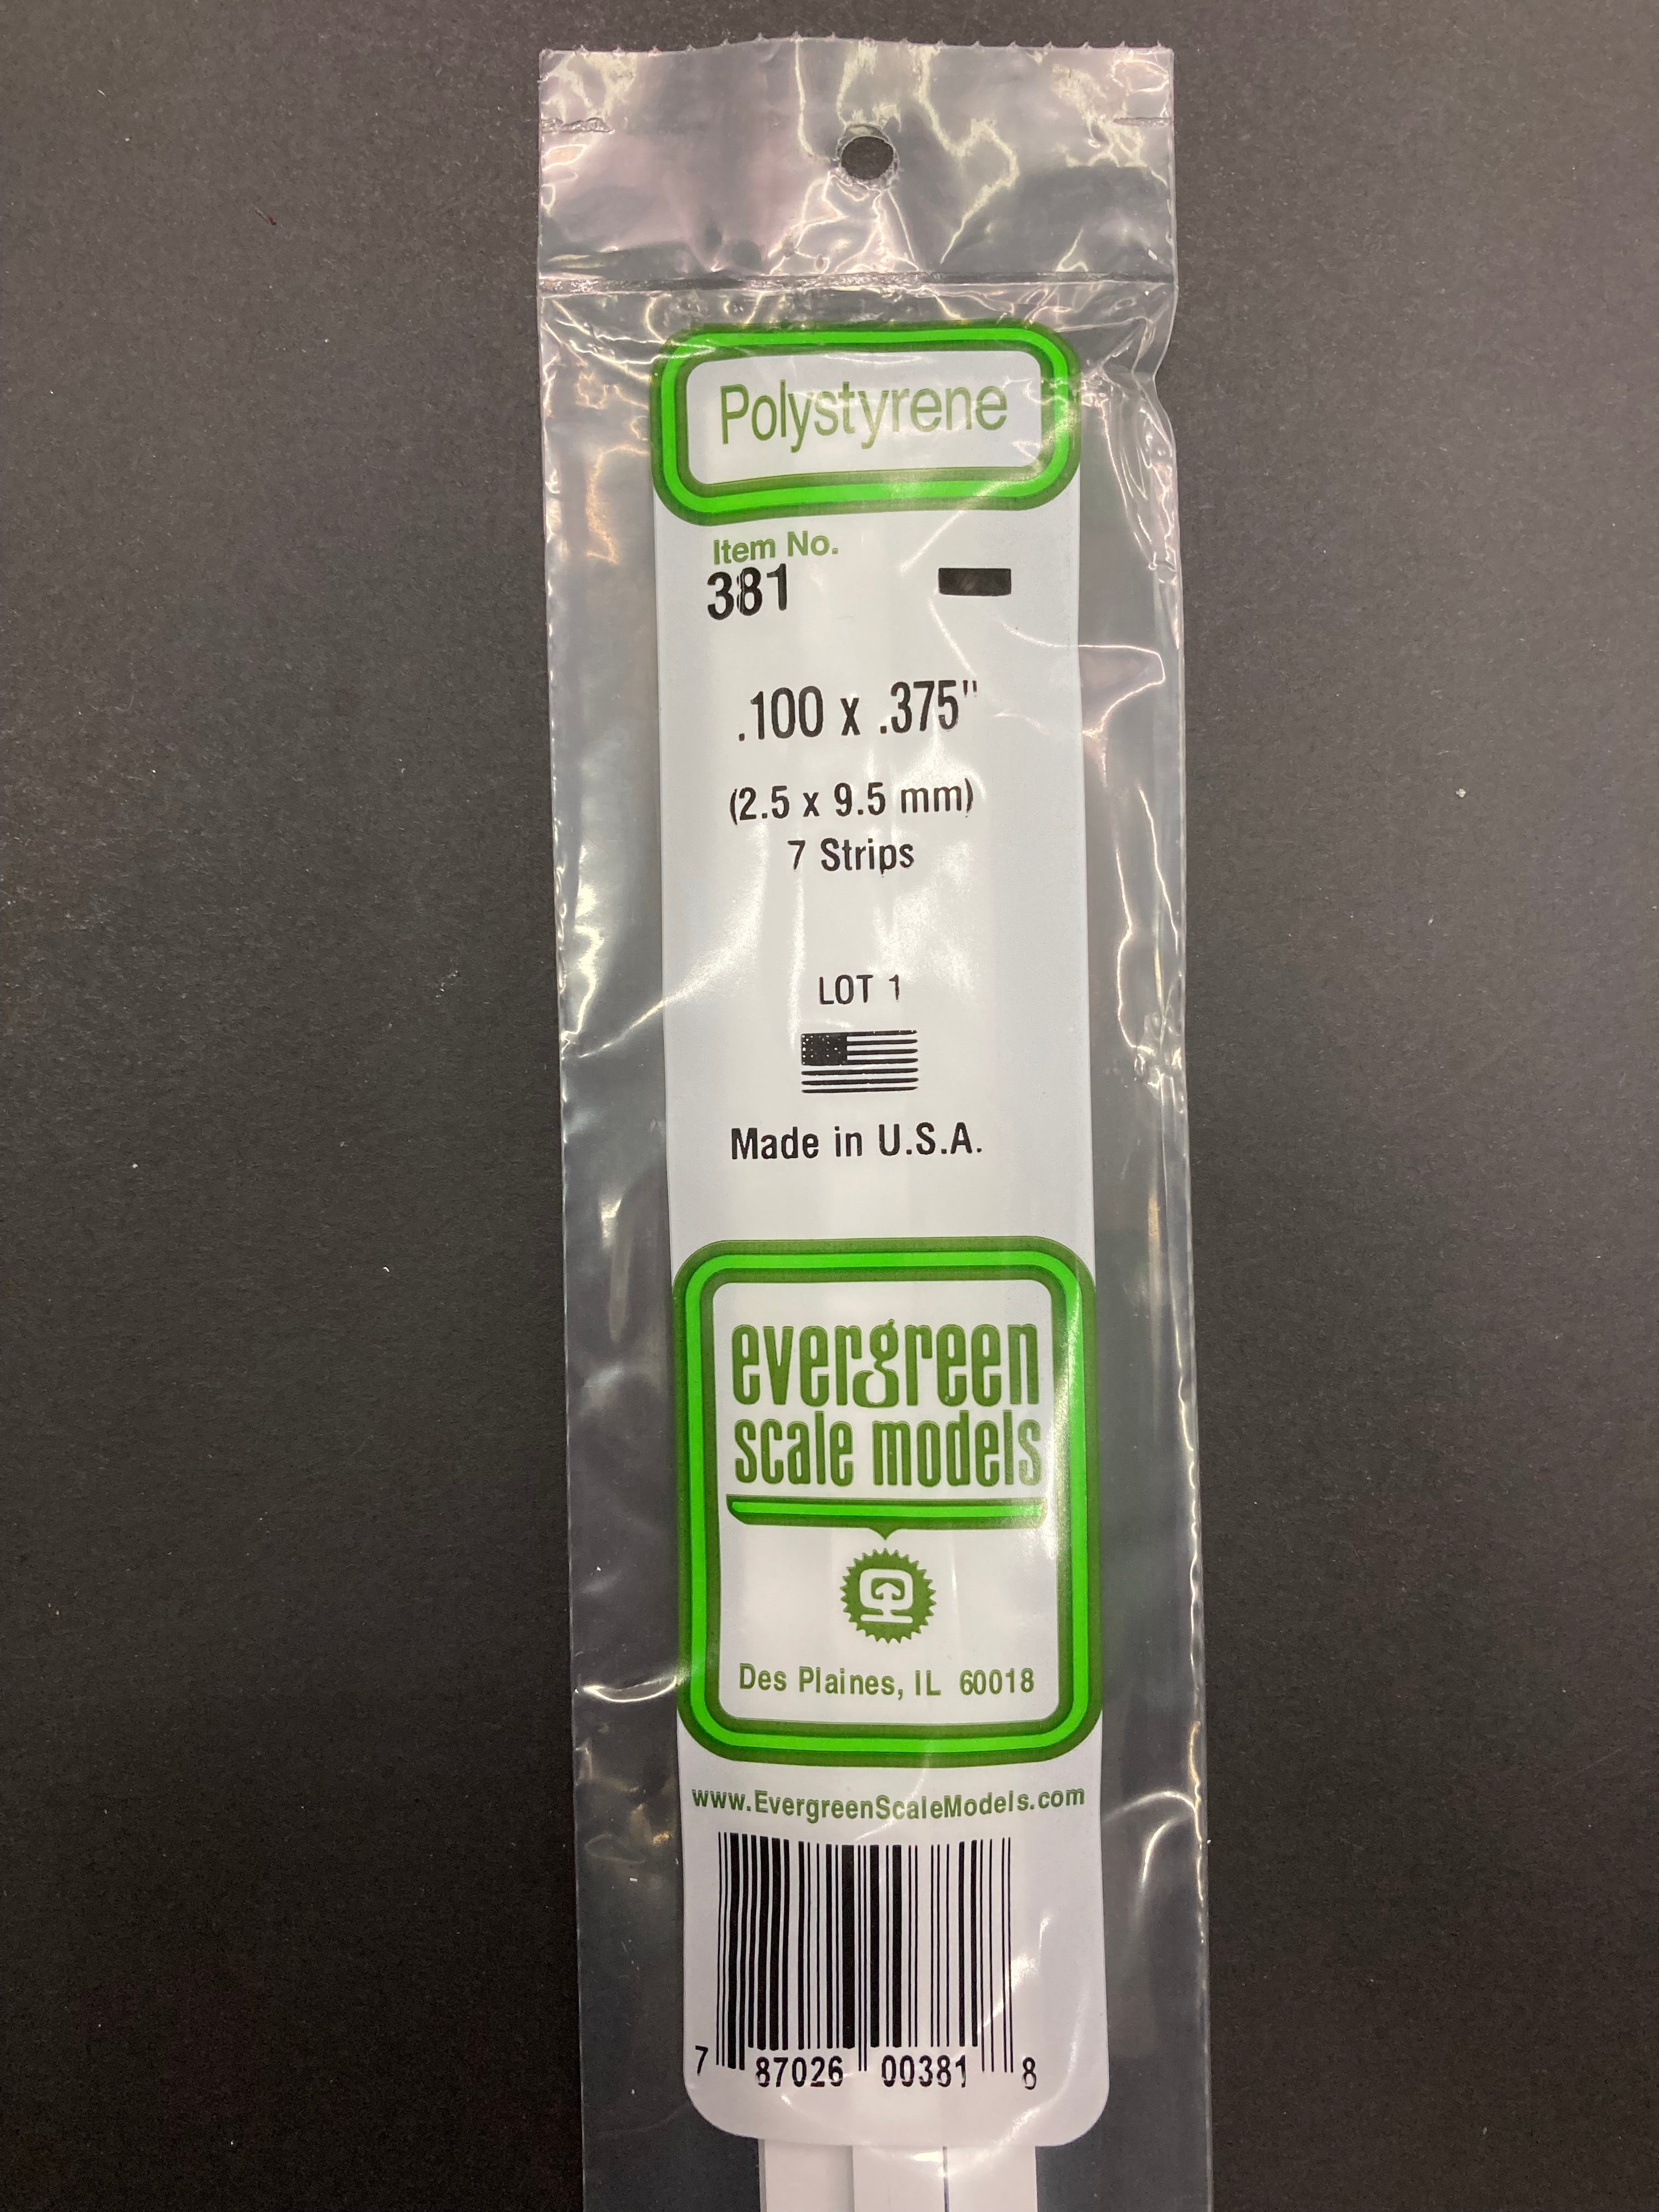 Polystyrene
Item No.
381
.100 x .375"
(2.5 x 9.5 mm)
7 Strips
LOT 1
Made in U.S.A.
evergreen
scale models
Des Plaines, IL 60018
www.EvergreenScaleModels.com
7 87026 00381 8